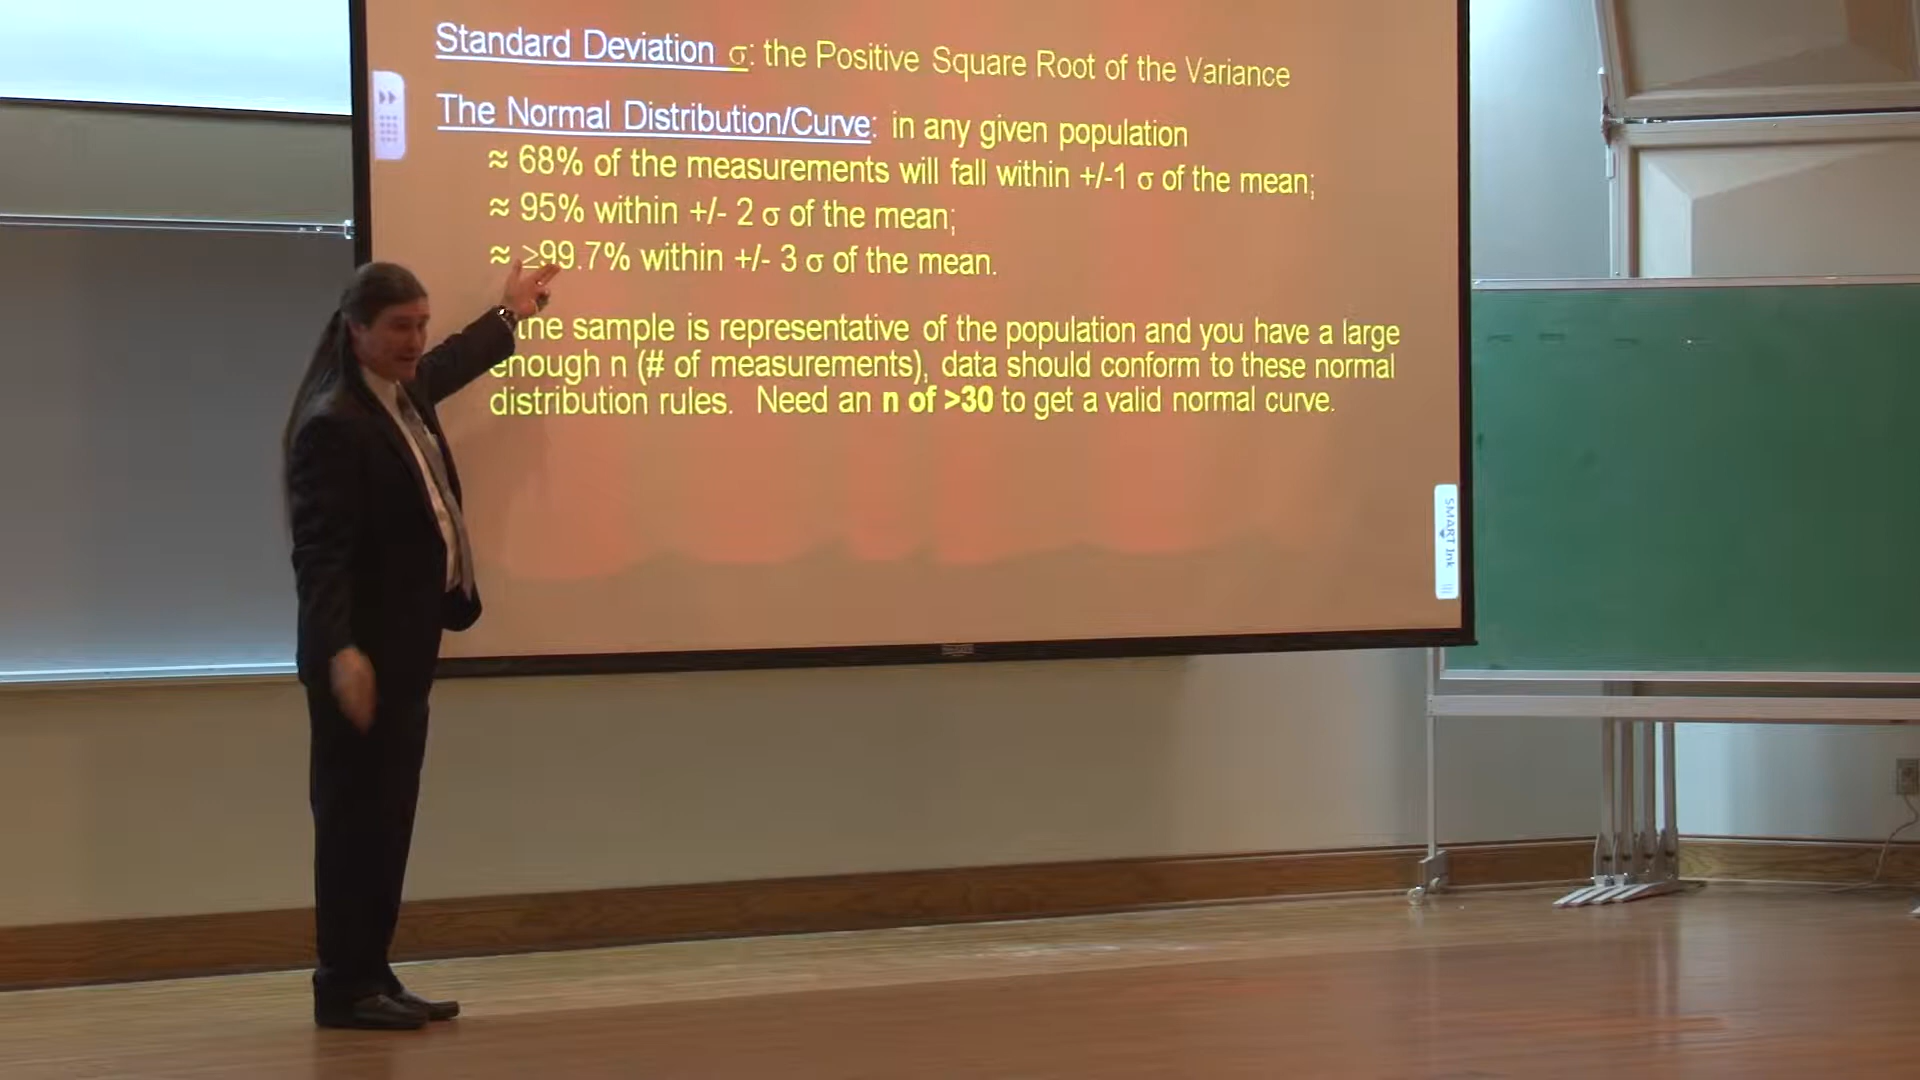 Standard Deviation σ: the Positive Square Root of the Variance
The Normal Distribution/Curve: in any given population
≈ 68% of the measurements will fall within +/-1 σ of the mean;
≈ 95% within +/- 2 σ of the mean;
≈ ≥99.7% within +/- 3 σ of the mean.
the sample is representative of the population and you have a large
enough n (# of measurements), data should conform to these normal
distribution rules. Need an n of >30 to get a valid normal curve.
SMART Ink